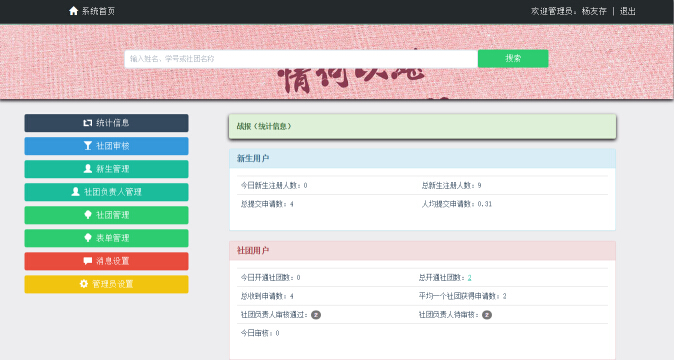 系统首页
欢迎管理员：杨友存 | 退出
输入姓名、学号或社团名称
搜索
统计信息
社团审核
新生管理
社团负责人管理
社团管理
表单管理
消息设置
管理员设置
战报（统计信息）
新生用户
今日新生注册人数：0
总新生注册人数：9
总提交申请数：4
人均提交申请数：0.31
社团用户
今日开通社团数：0
总开通社团数：2
总收到申请数：4
平均一个社团获得申请数：2
社团负责人审核通过：2
社团负责人待审核：2
今日审核：0